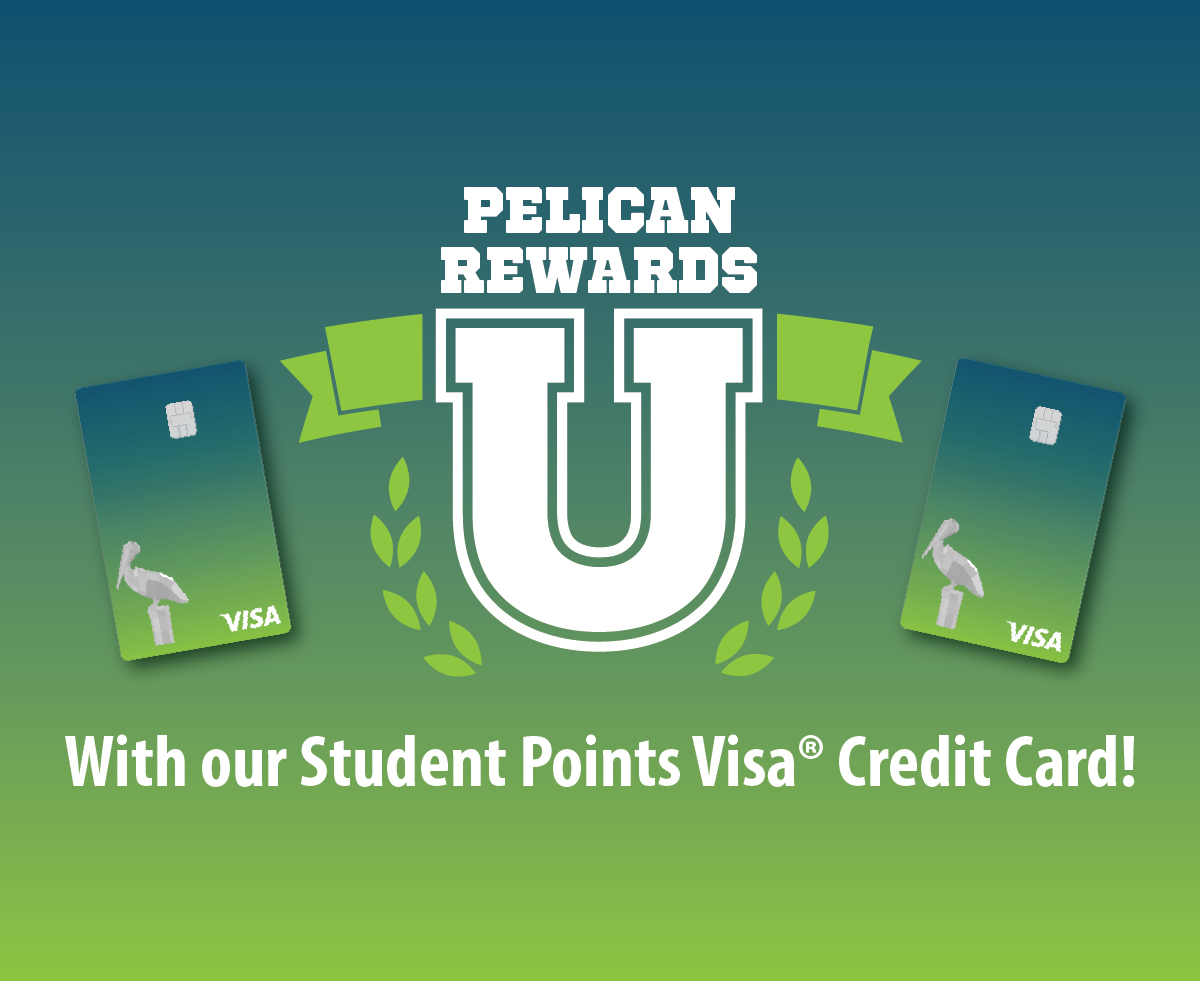 PELICAN
REWARDS
U
VISA
VISA
With our Student Points Visa® Credit Card!